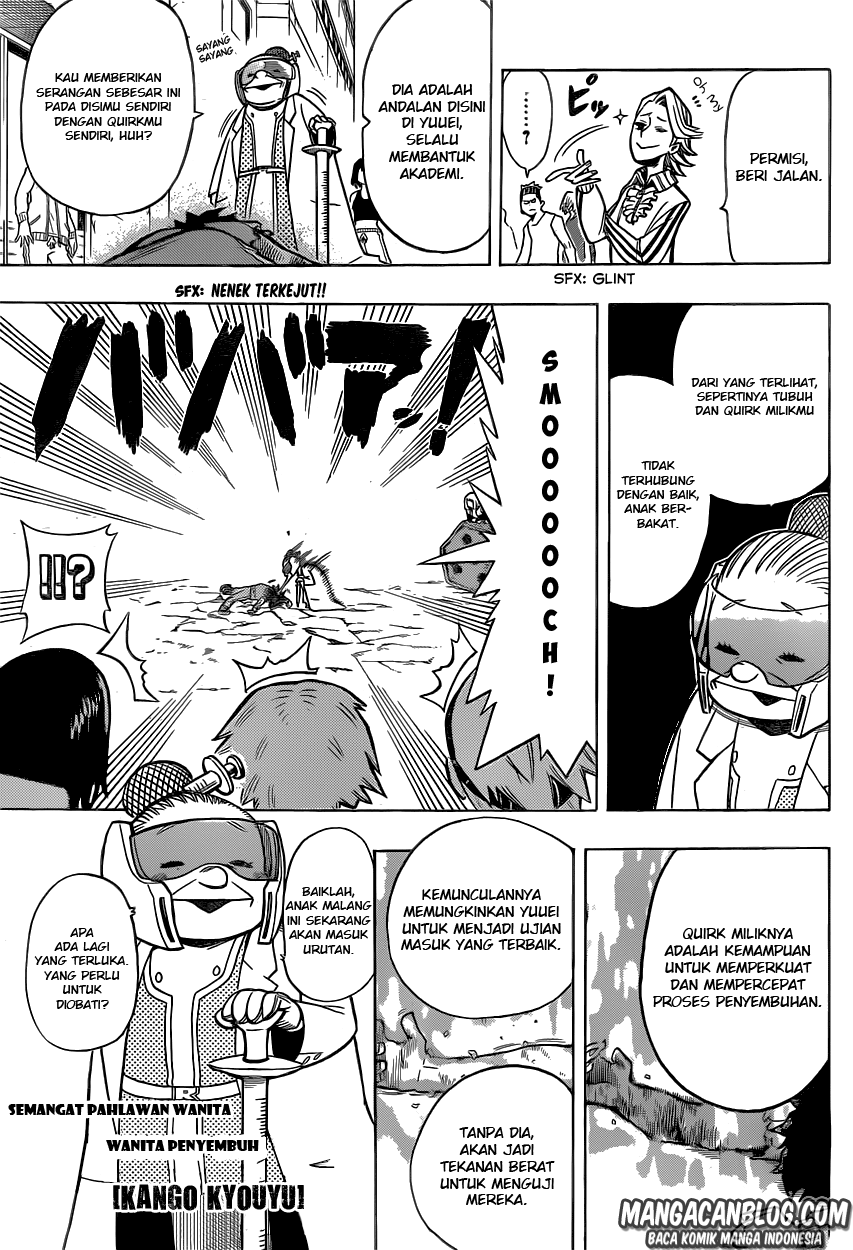 PERMISI,
BERI JALAN.
Oh My
ピッ
.......?
SFX: GLINT
DIA ADALAH
ANDALAN DISINI
DI YUUEI,
SELALU
MEMBANTUK
AKADEMI.
SAYANG
SAYANG.
KAU MEMBERIKAN
SERANGAN SEBESAR INI
PADA DISIMU SENDIRI
DENGAN QUIRKMU
SENDIRI, HUH?
DARI YANG TERLIHAT,
SEPERTINYA TUBUH
DAN QUIRK MILIKMU
TIDAK
TERHUBUNG
DENGAN BAIK,
ANAK BER-
BAKAT.
SFX: NENEK TERKEJUT!!
SMOOOOOOCH!
!!?
QUIRK MILIKNYA
ADALAH KEMAMPUAN
UNTUK MEMPERKUAT
DAN MEMPERCEPAT
PROSES PENYEMBUHAN.
KEMUNCULANNYA
MEMUNGKINKAN YUUEI
UNTUK MENJADI UJIAN
MASUK YANG TERBAIK.
TANPA DIA,
AKAN JADI
TEKANAN BERAT
UNTUK MENGUJI
MEREKA.
BAIKLAH,
ANAK MALANG
INI SEKARANG
AKAN MASUK
URUTAN.
APA
ADA LAGI
YANG TERLUKA.
YANG PERLU
UNTUK
DIOBATI?
SEMANGAT PAHLAWAN WANITA
WANITA PENYEMBUH
[KANGO KYOUYU]
MANGACANBLOG.COM
BACA KOMIK MANGA INDONESIA